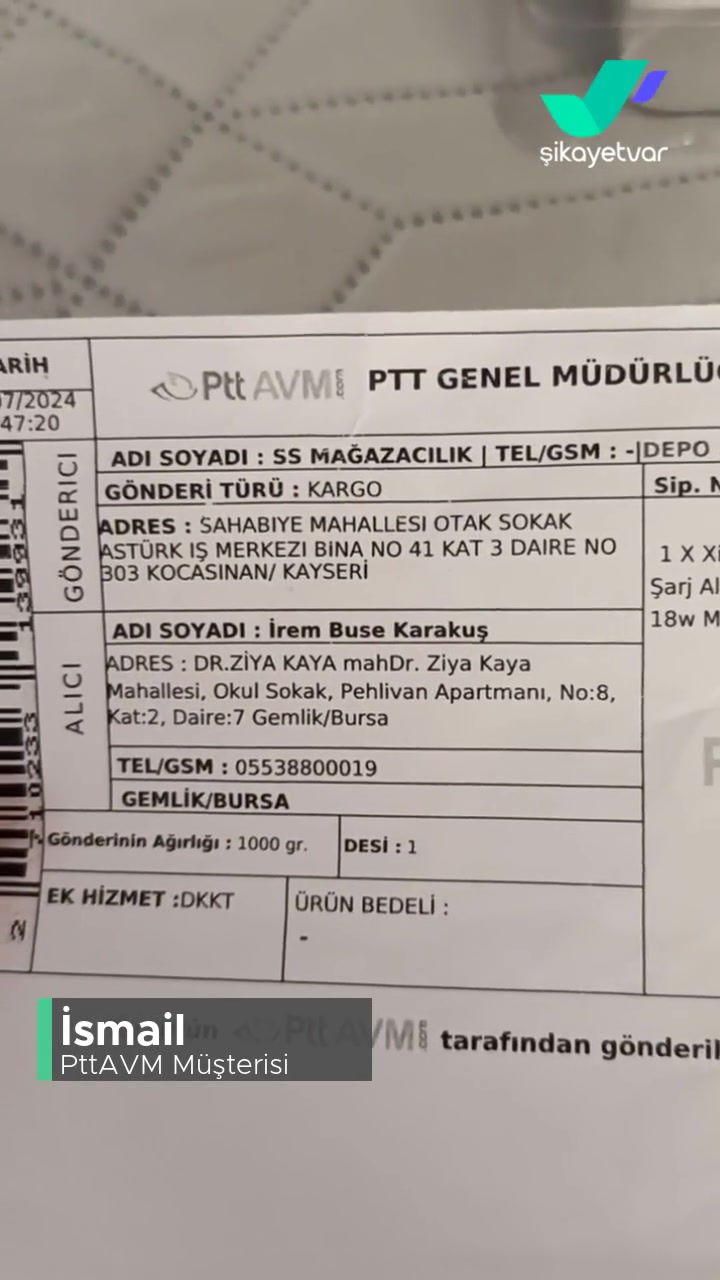 şikayetvar
ARİH
PttAVM.com PTT GENEL MÜDÜRLÜ
07/2024
47:20
GÖNDERICI
ADI SOYADI : SS MAĞAZACILIK | TEL/GSM : -|DEPO
GÖNDERİ TÜRÜ : KARGO
Sip. N
ADRES : SAHABIYE MAHALLESI OTAK SOKAK
ASTÜRK IŞ MERKEZI BINA NO 41 KAT 3 DAIRE NO
303 KOCASINAN/ KAYSERİ
1 X Xi
Şarj Al
18w M
ALICI
ADI SOYADI : İrem Buse Karakuş
ADRES : DR.ZİYA KAYA mahDr. Ziya Kaya
Mahallesi, Okul Sokak, Pehlivan Apartmanı, No:8,
Kat:2, Daire:7 Gemlik/Bursa
TEL/GSM : 05538800019
GEMLİK/BURSA
Gönderinin Ağırlığı : 1000 gr.
DESİ : 1
EK HİZMET :DKKT
ÜRÜN BEDELİ :
-
PttAVM.com tarafından gönderil
İsmail
PttAVM Müşterisi